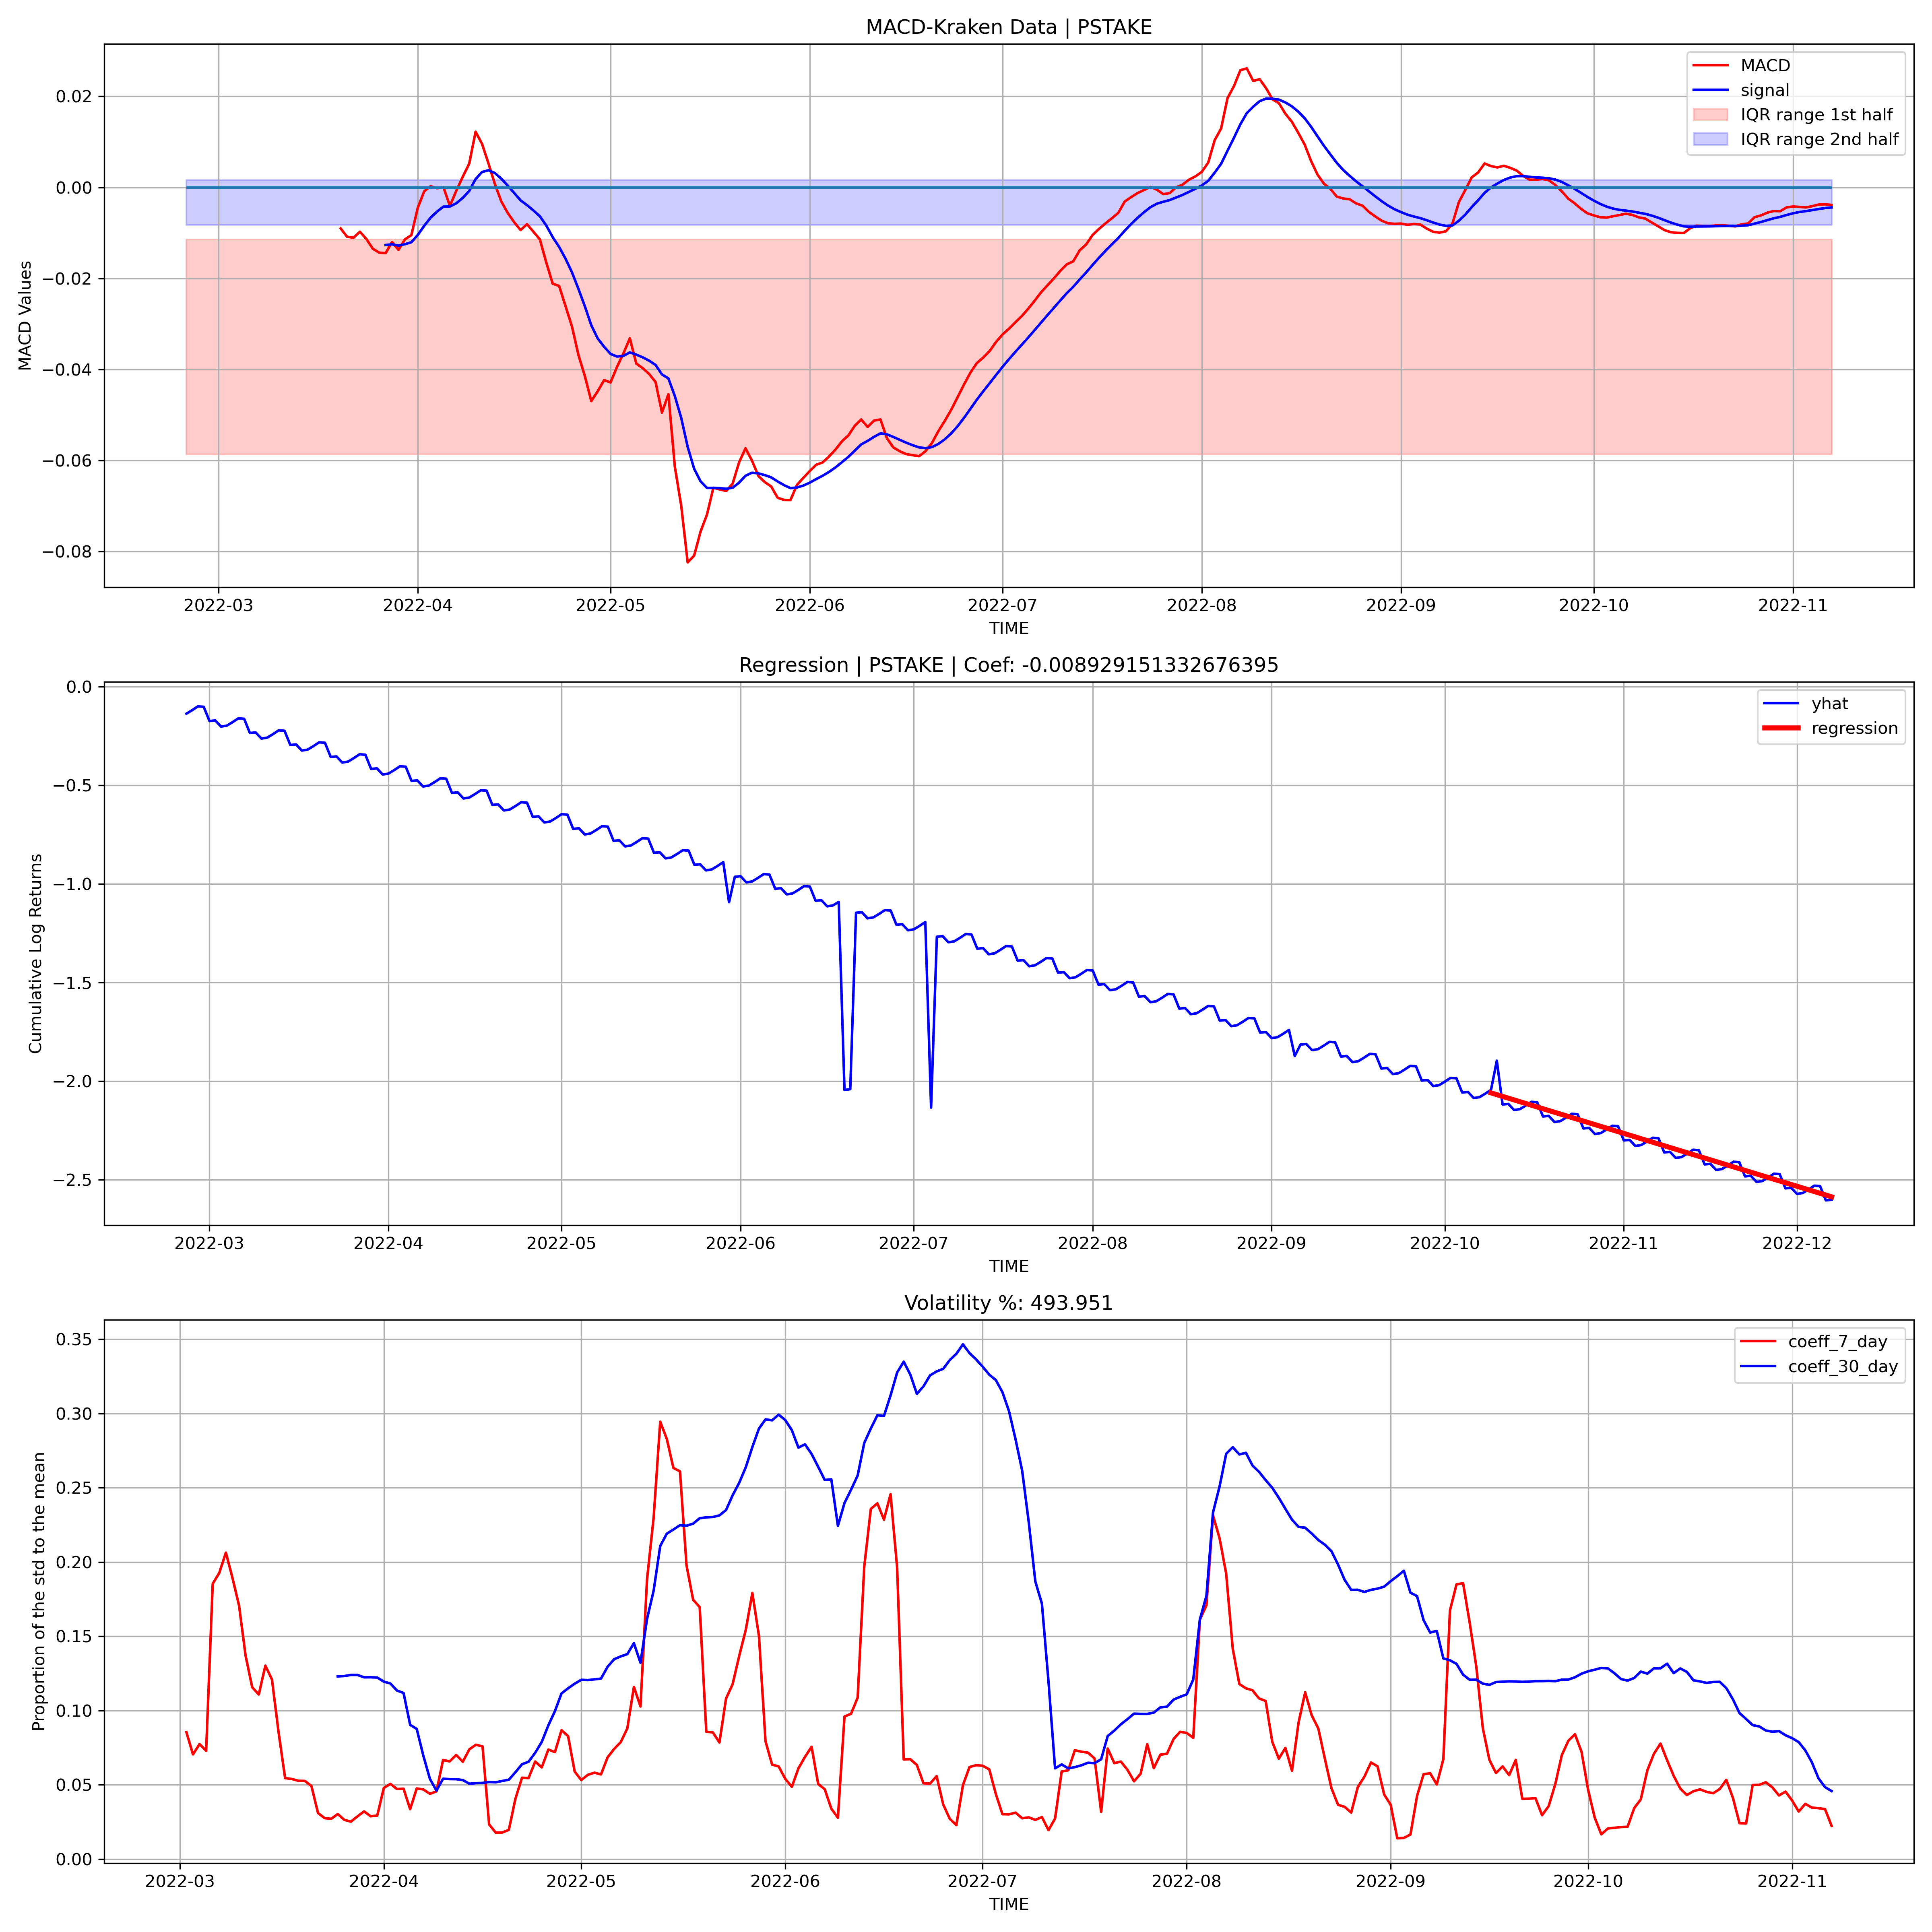 MACD-Kraken Data | PSTAKE
MACD
signal
IQR range 1st half
IQR range 2nd half
MACD Values
0.02
0.00
−0.02
−0.04
−0.06
−0.08
2022-03 2022-04 2022-05 2022-06 2022-07 2022-08 2022-09 2022-10 2022-11
TIME
Regression | PSTAKE | Coef: -0.008929151332676395
yhat
regression
Cumulative Log Returns
0.0
−0.5
−1.0
−1.5
−2.0
−2.5
2022-03 2022-04 2022-05 2022-06 2022-07 2022-08 2022-09 2022-10 2022-11 2022-12
TIME
Volatility %: 493.951
coeff_7_day
coeff_30_day
Proportion of the std to the mean
0.35
0.30
0.25
0.20
0.15
0.10
0.05
0.00
2022-03 2022-04 2022-05 2022-06 2022-07 2022-08 2022-09 2022-10 2022-11
TIME